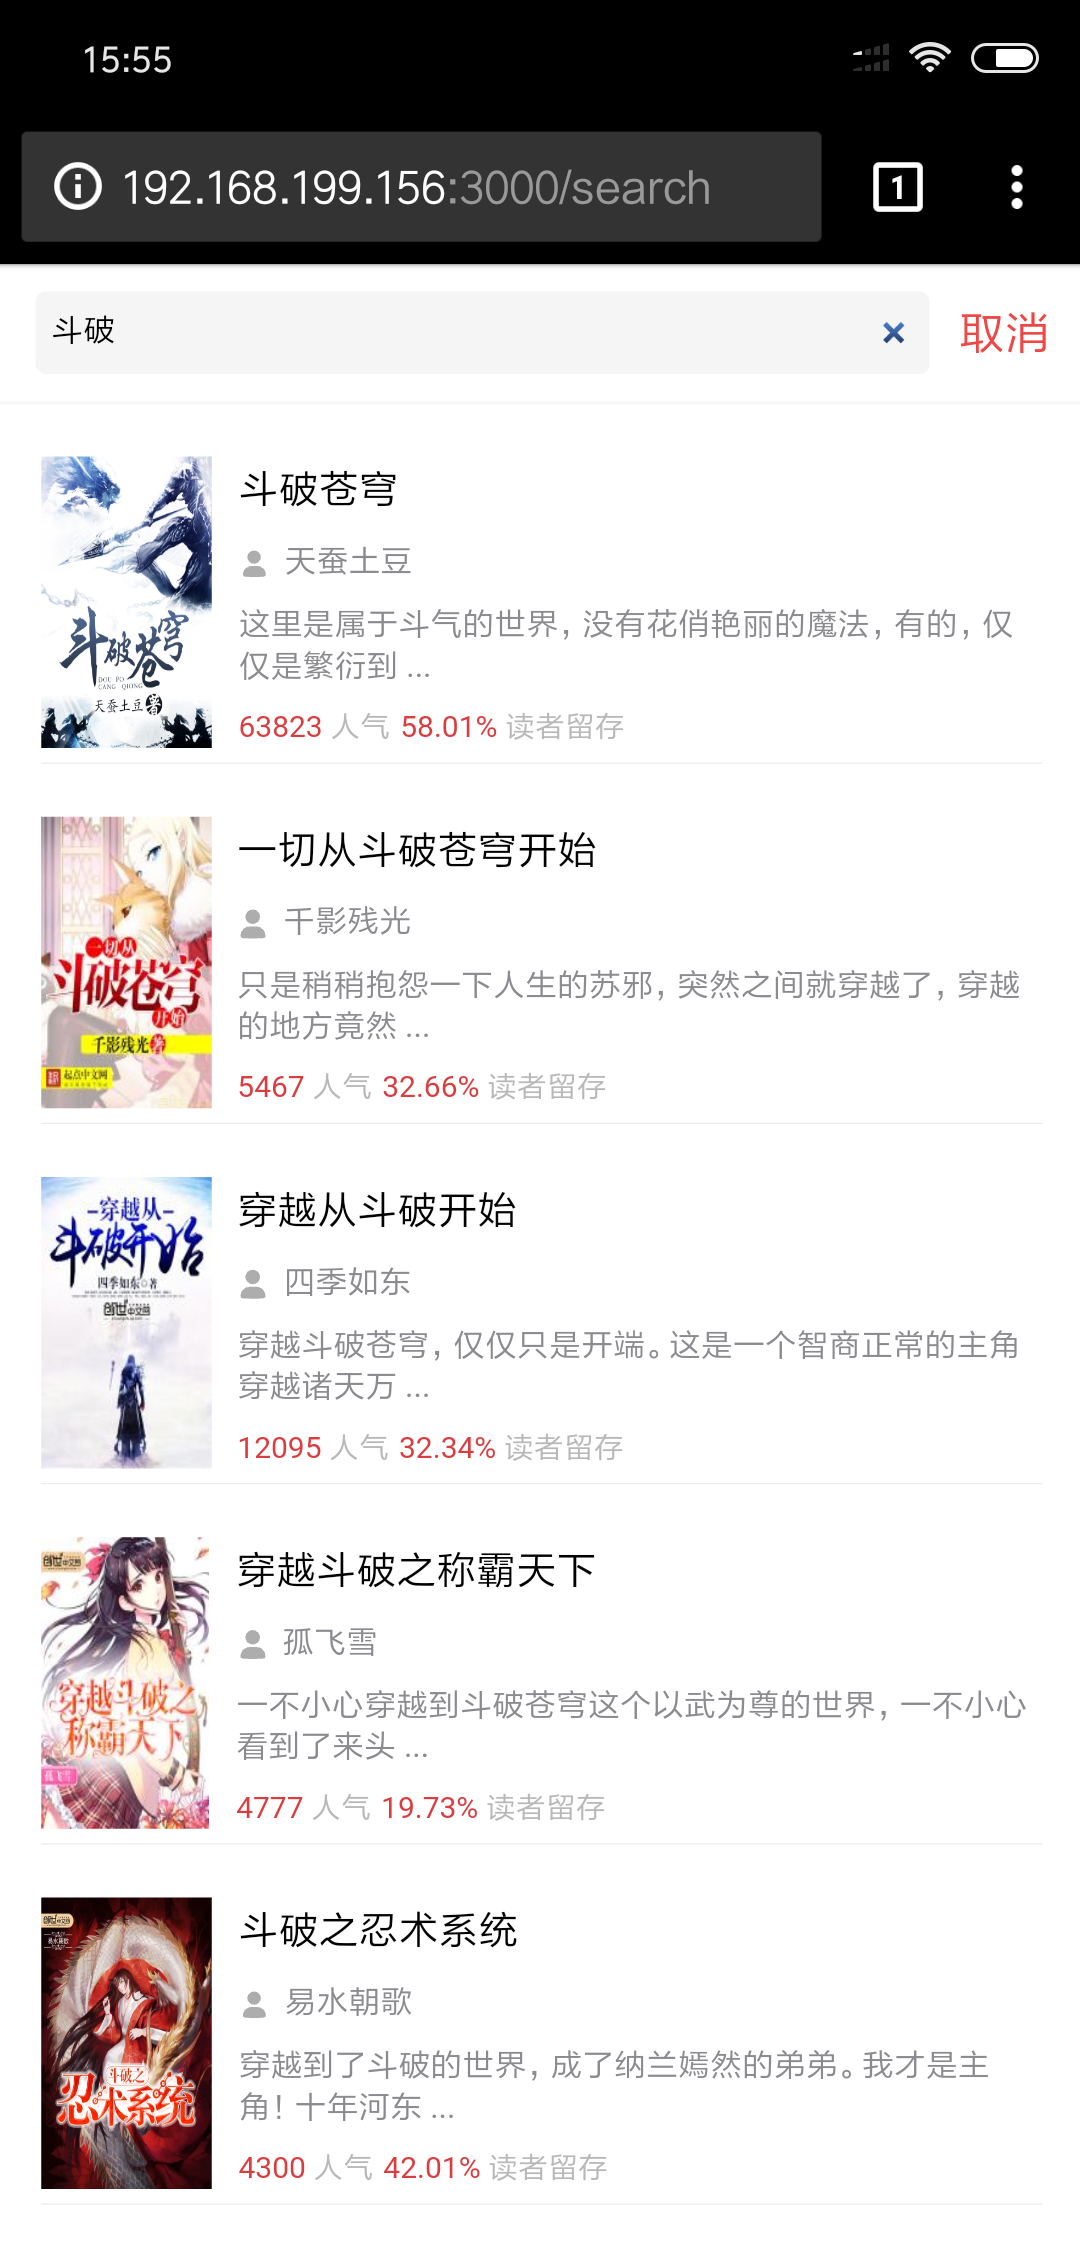 15:55
192.168.199.156:3000/search
1
斗破
取消
斗破苍穹
DOU PO
CANG QIONG
天蚕土豆著
斗破苍穹
天蚕土豆
这里是属于斗气的世界，没有花俏艳丽的魔法，有的，仅
仅是繁衍到 ...
63823 人气 58.01% 读者留存
一切从
斗破苍穹
开始
千影残光著
起点中文网
一切从斗破苍穹开始
千影残光
只是稍稍抱怨一下人生的苏邪，突然之间就穿越了，穿越
的地方竟然 ...
5467 人气 32.66% 读者留存
穿越从
斗破开始
四季如东 著
创世中文网
穿越从斗破开始
四季如东
穿越斗破苍穹，仅仅只是开端。这是一个智商正常的主角
穿越诸天万 ...
12095 人气 32.34% 读者留存
创世中文网
穿越斗破之
称霸天下
孤飞雪
穿越斗破之称霸天下
孤飞雪
一不小心穿越到斗破苍穹这个以武为尊的世界，一不小心
看到了来头 ...
4777 人气 19.73% 读者留存
创世中文网
斗破之
忍术系统
斗破之忍术系统
易水朝歌
穿越到了斗破的世界，成了纳兰嫣然的弟弟。我才是主
角！十年河东 ...
4300 人气 42.01% 读者留存